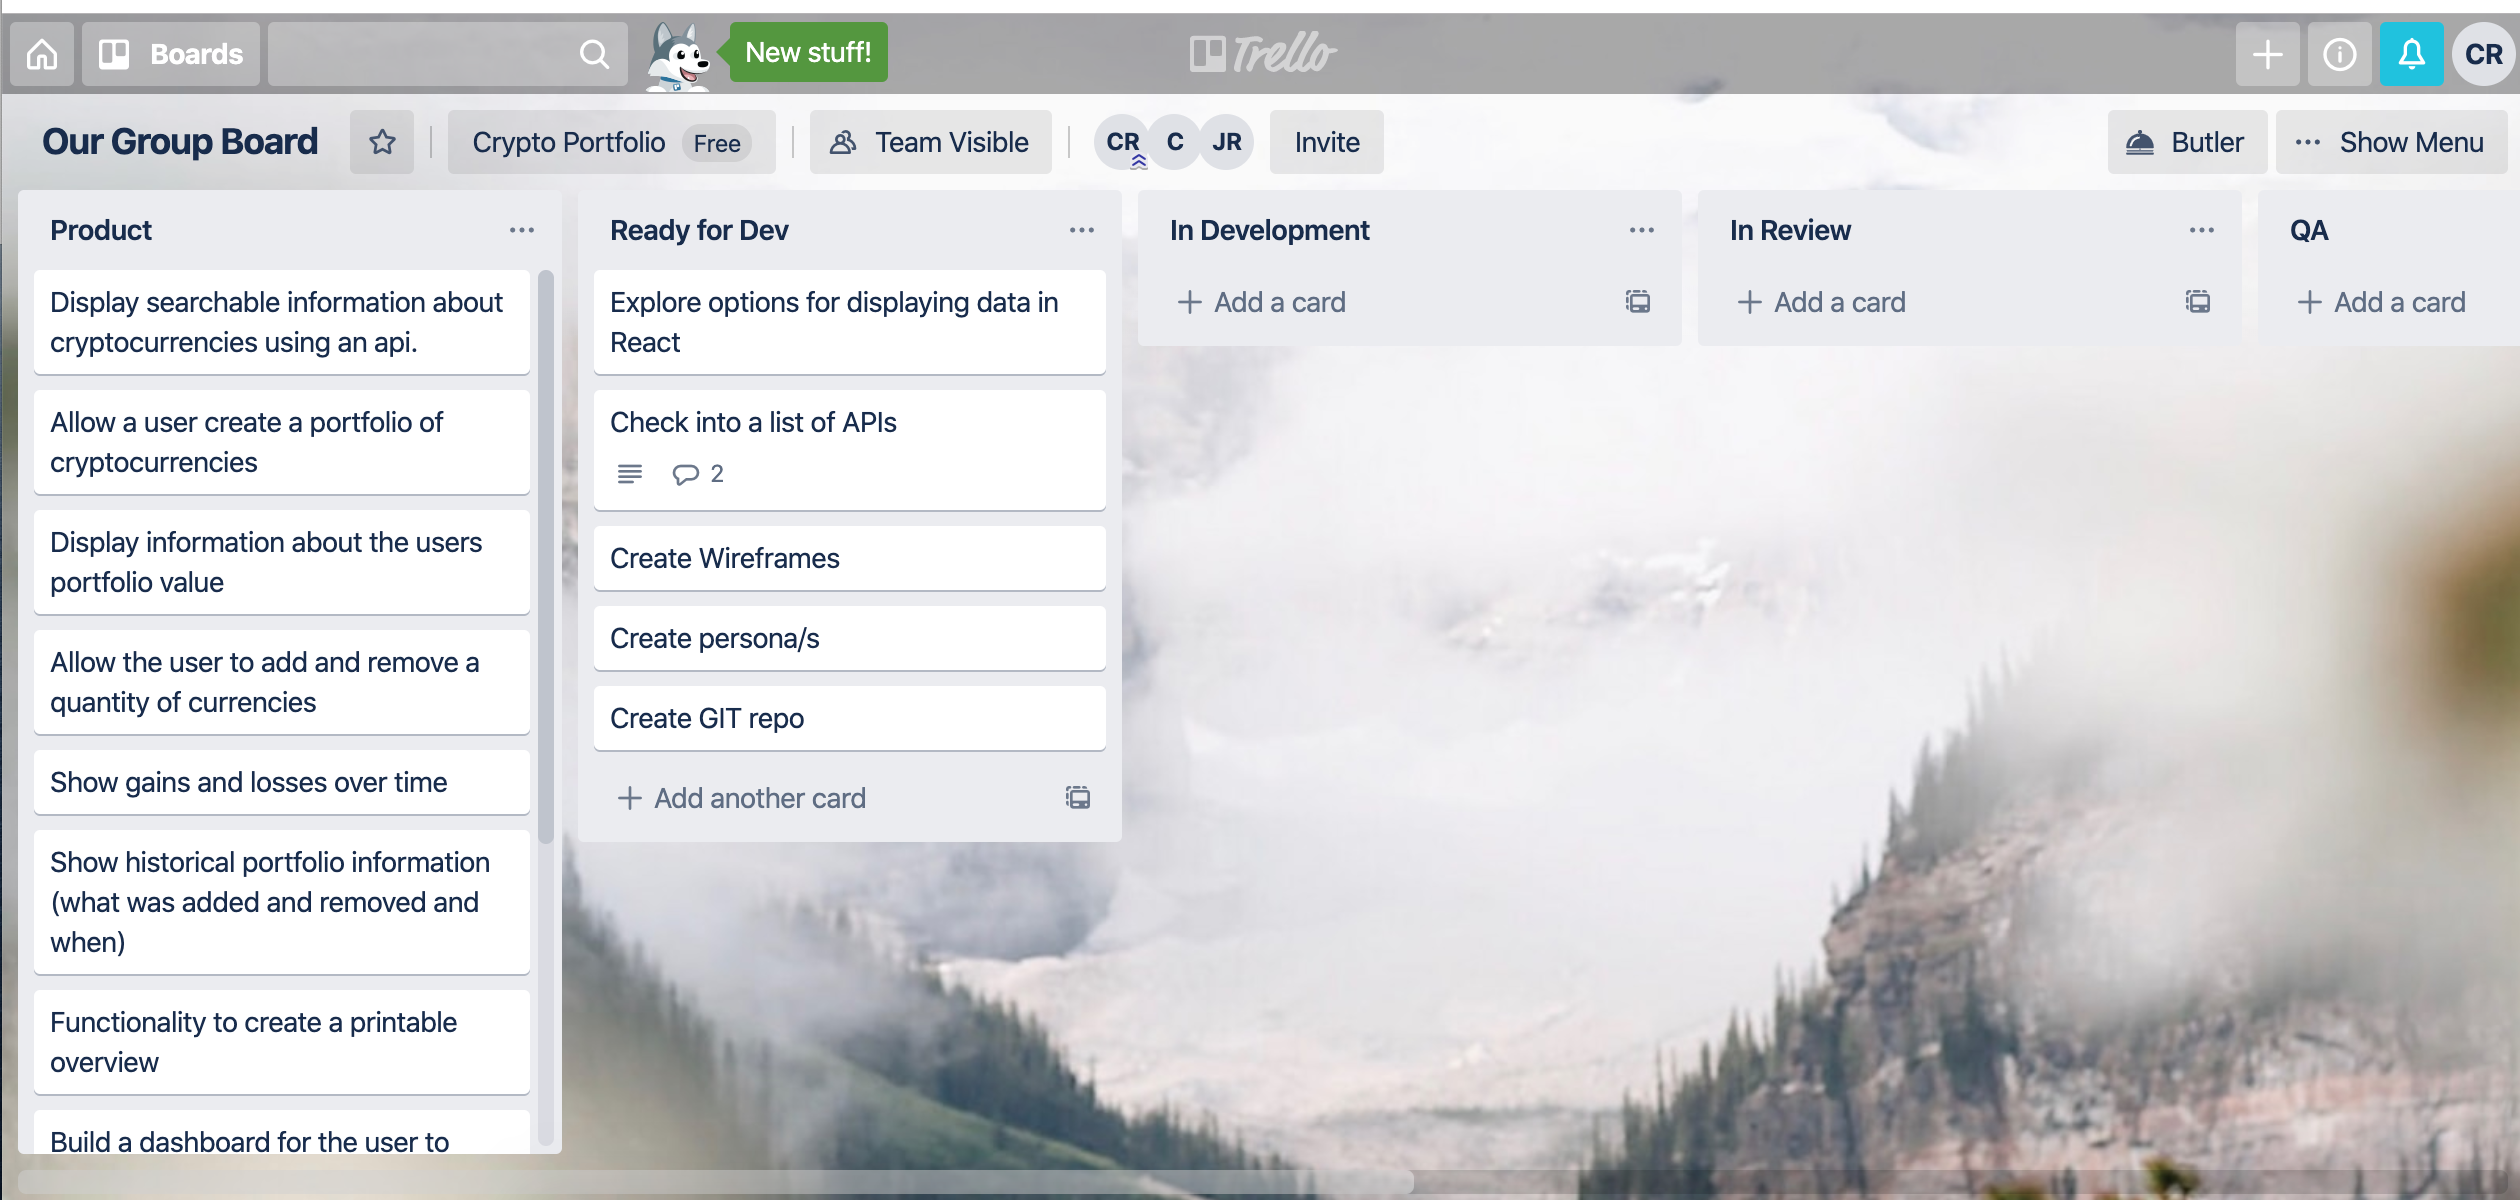 Boards
New stuff!
Trello
CR
Our Group Board
Crypto Portfolio Free
Team Visible
CR C JR
Invite
Butler
Show Menu
Product
Display searchable information about
cryptocurrencies using an api.
Allow a user create a portfolio of
cryptocurrencies
Display information about the users
portfolio value
Allow the user to add and remove a
quantity of currencies
Show gains and losses over time
Show historical portfolio information
(what was added and removed and
when)
Functionality to create a printable
overview
Build a dashboard for the user to
Ready for Dev
Explore options for displaying data in
React
Check into a list of APIs
2
Create Wireframes
Create persona/s
Create GIT repo
Add another card
In Development
Add a card
In Review
Add a card
QA
Add a card